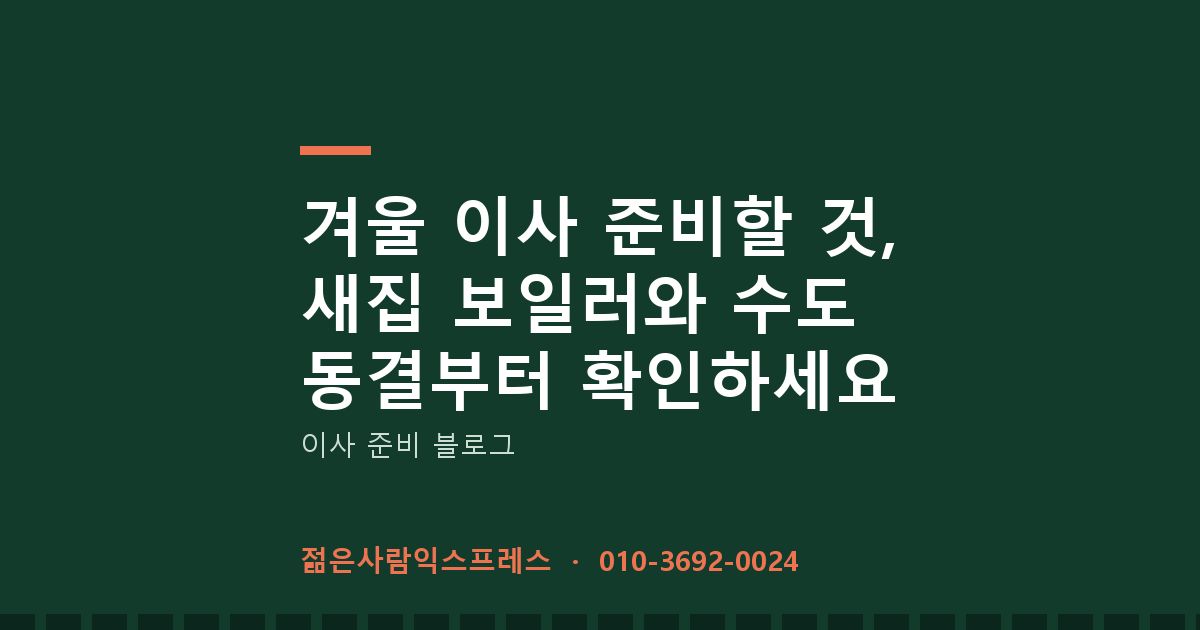 겨울 이사 준비할 것,
새집 보일러와 수도
동결부터 확인하세요
이사 준비 블로그
젊은사람익스프레스 · 010-3692-0024